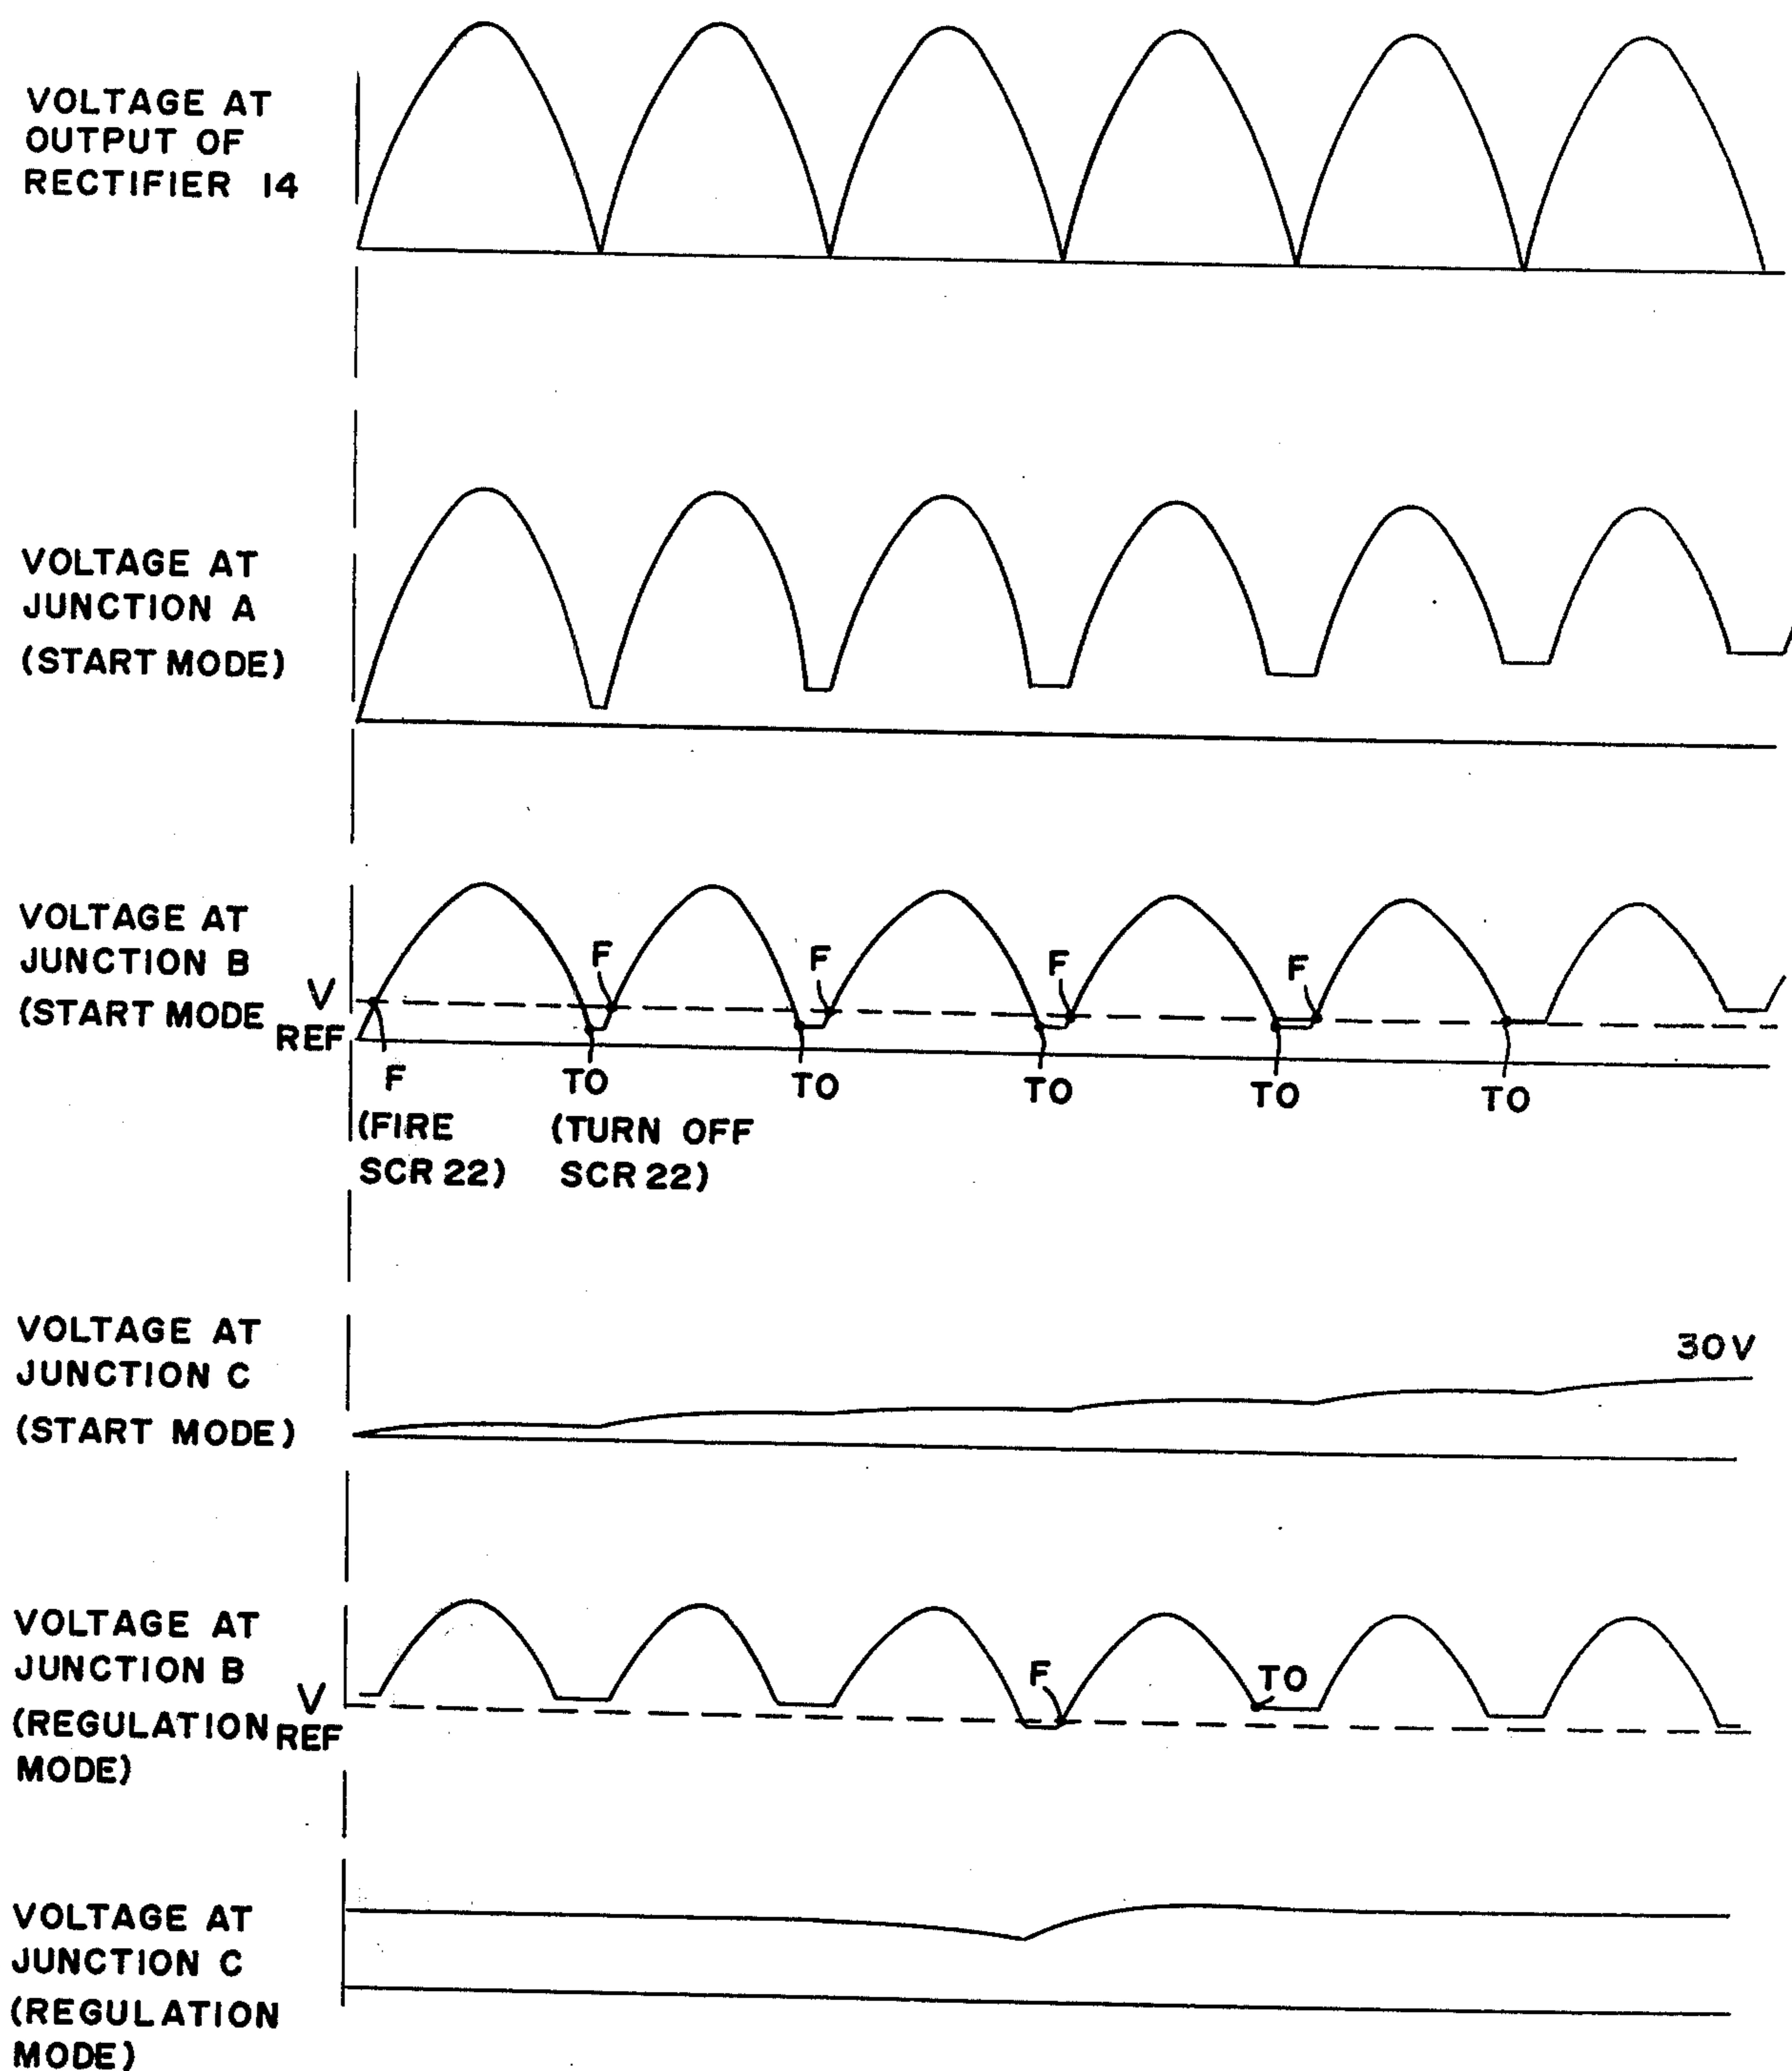 VOLTAGE AT
OUTPUT OF
RECTIFIER 14
VOLTAGE AT
JUNCTION A
(START MODE)
VOLTAGE AT
JUNCTION B
(START MODE
V
REF
F
F
F
F
F
(FIRE
SCR 22)
TO
(TURN OFF
SCR 22)
TO
TO
TO
TO
VOLTAGE AT
JUNCTION C
(START MODE)
30V
VOLTAGE AT
JUNCTION B
(REGULATION
MODE)
V
REF
F
TO
VOLTAGE AT
JUNCTION C
(REGULATION
MODE)